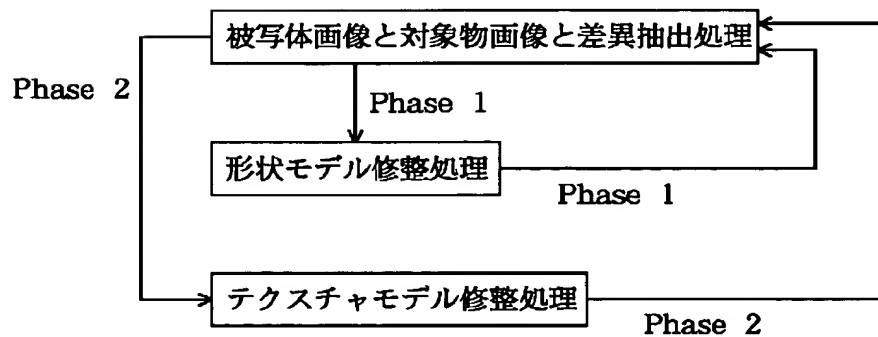 被写体画像と対象物画像と差異抽出処理
Phase 2
Phase 1
形状モデル修整処理
Phase 1
テクスチャモデル修整処理
Phase 2